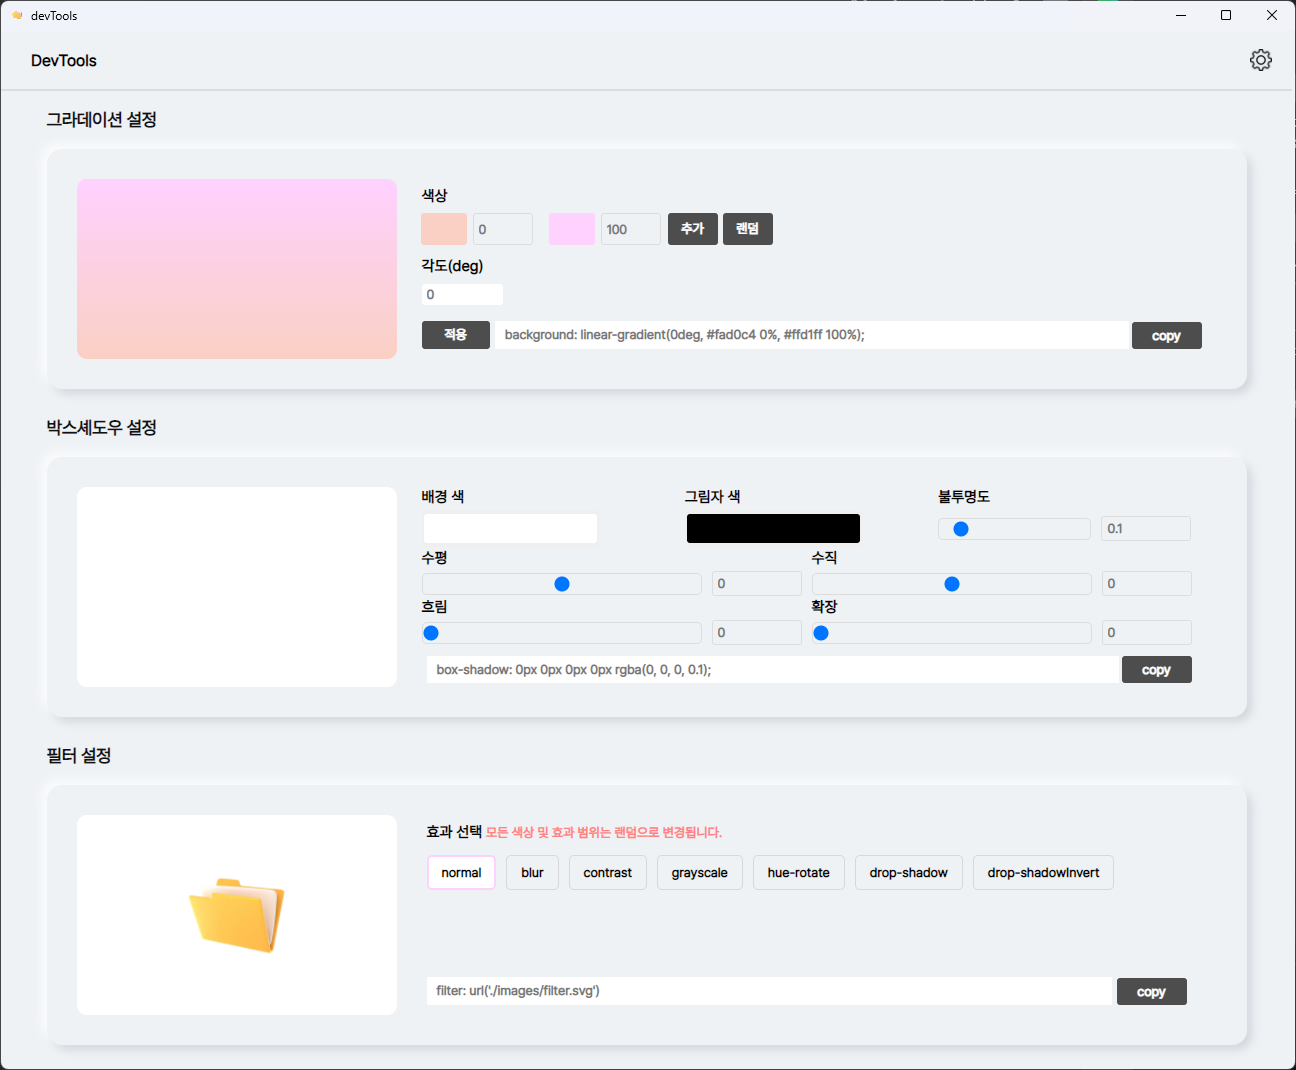 devTools
DevTools
그라데이션 설정
색상
0 100 추가 랜덤
각도(deg)
0
적용 background: linear-gradient(0deg, #fad0c4 0%, #ffd1ff 100%); copy
박스셰도우 설정
배경 색 그림자 색 불투명도
0.1
수평 수직
0 0
흐림 확장
0 0
box-shadow: 0px 0px 0px 0px rgba(0, 0, 0, 0.1); copy
필터 설정
효과 선택 모든 색상 및 효과 범위는 랜덤으로 변경됩니다.
normal blur contrast grayscale hue-rotate drop-shadow drop-shadowInvert
filter: url('./images/filter.svg') copy